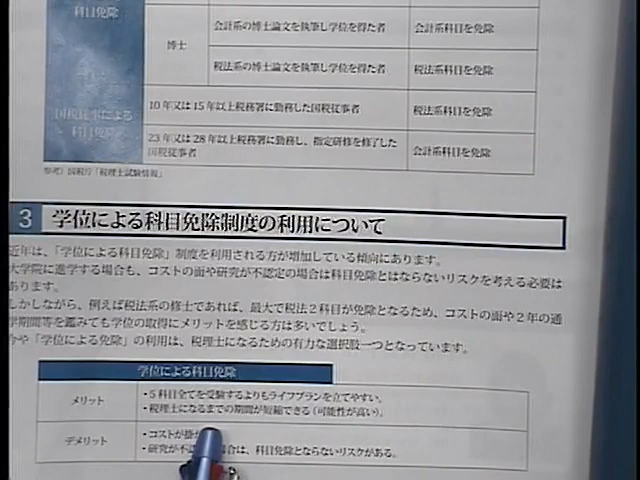 科目免除
会計系の博士論文を執筆し学位を得た者 会計系科目を免除
博士
税法系の博士論文を執筆し学位を得た者 税法系科目を免除
国税従事による
科目免除
10年又は15年以上税務署に勤務した国税従事者 税法系科目を免除
23年又は28年以上税務署に勤務し、指定研修を修了した
国税従事者 会計系科目を免除
参考）国税庁「税理士試験情報」
3 学位による科目免除制度の利用について
近年は、「学位による科目免除」制度を利用される方が増加している傾向にあります。
大学院に進学する場合も、コストの面や研究が不認定の場合は科目免除とはならないリスクを考える必要は
あります。
しかしながら、例えば税法系の修士であれば、最大で税法2科目が免除となるため、コストの面や2年の通
学期間等を鑑みても学位の取得にメリットを感じる方は多いでしょう。
今や「学位による免除」の利用は、税理士になるための有力な選択肢一つとなっています。
学位による科目免除
メリット
・5科目全てを受験するよりもライフプランを立てやすい。
・税理士になるまでの期間が短縮できる（可能性が高い）。
デメリット
・コストが掛か
・研究が不認 場合は、科目免除とならないリスクがある。